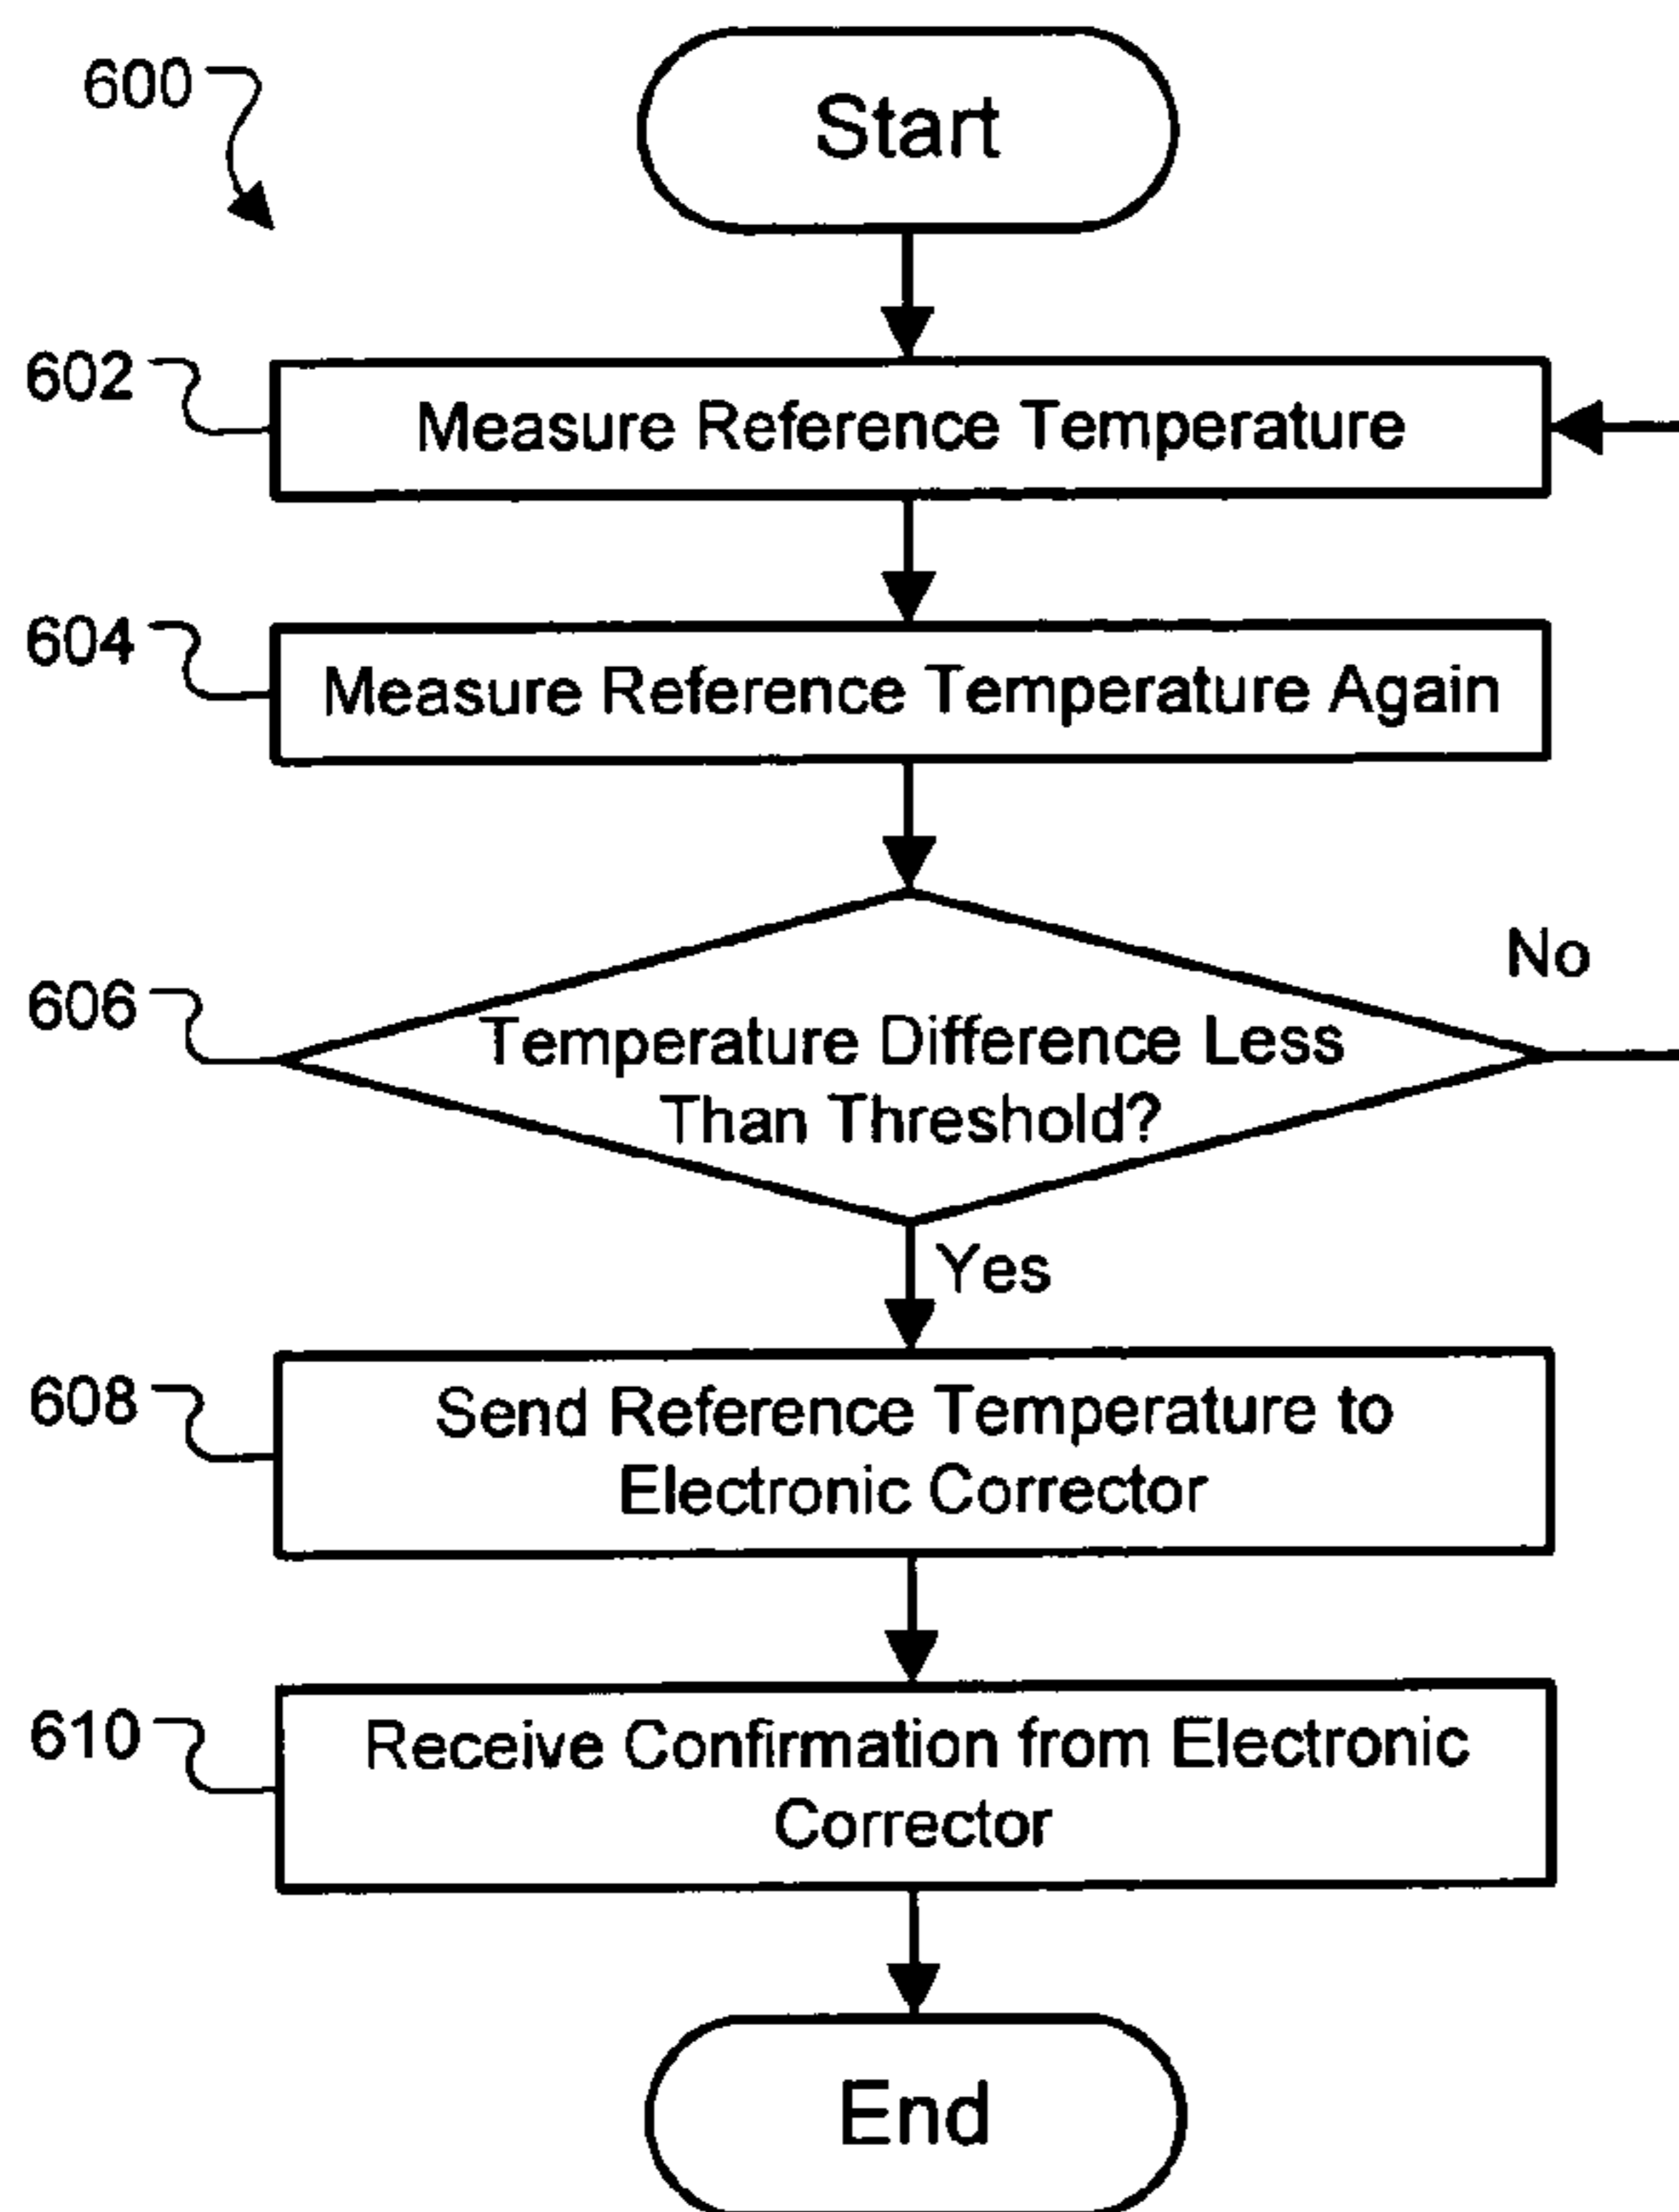 600
Start
602
Measure Reference Temperature
604
Measure Reference Temperature Again
No
606
Temperature Difference Less
Than Threshold?
Yes
608
Send Reference Temperature to
Electronic Corrector
610
Receive Confirmation from Electronic
Corrector
End